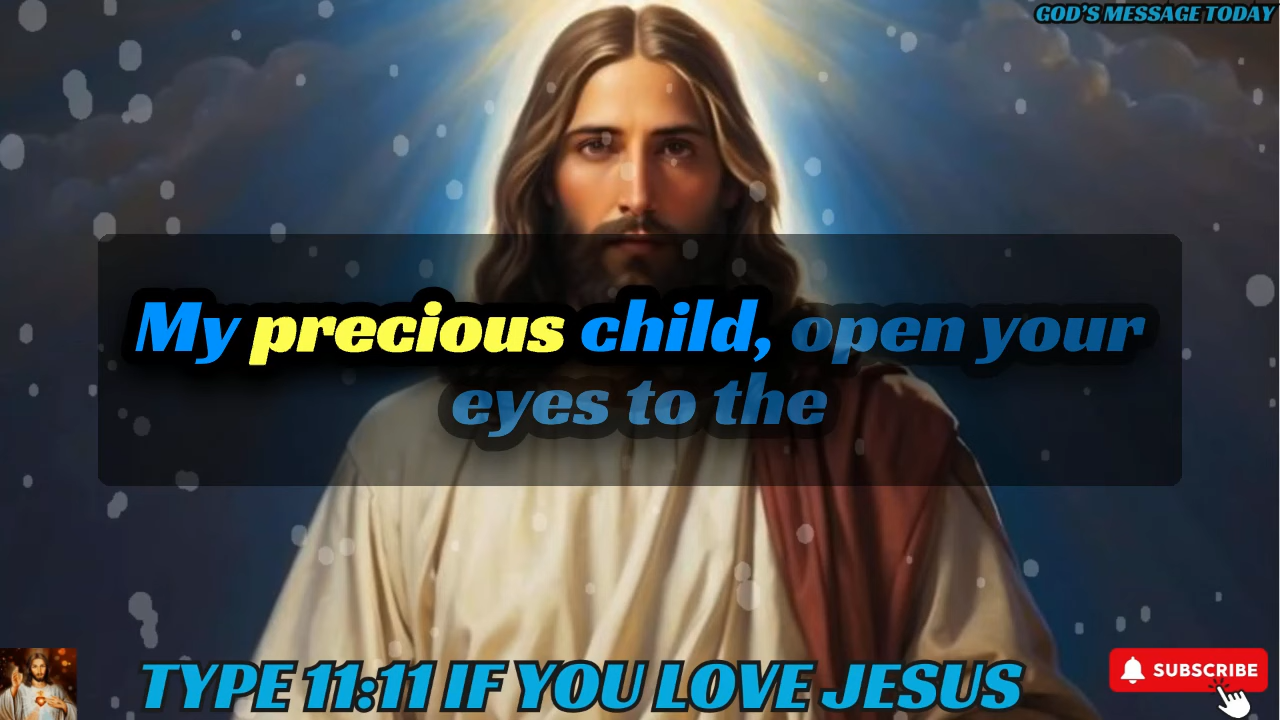 GOD'S MESSAGE TODAY
My precious child, open your
eyes to the
TYPE 11:11 IF YOU LOVE JESUS
SUBSCRIBE